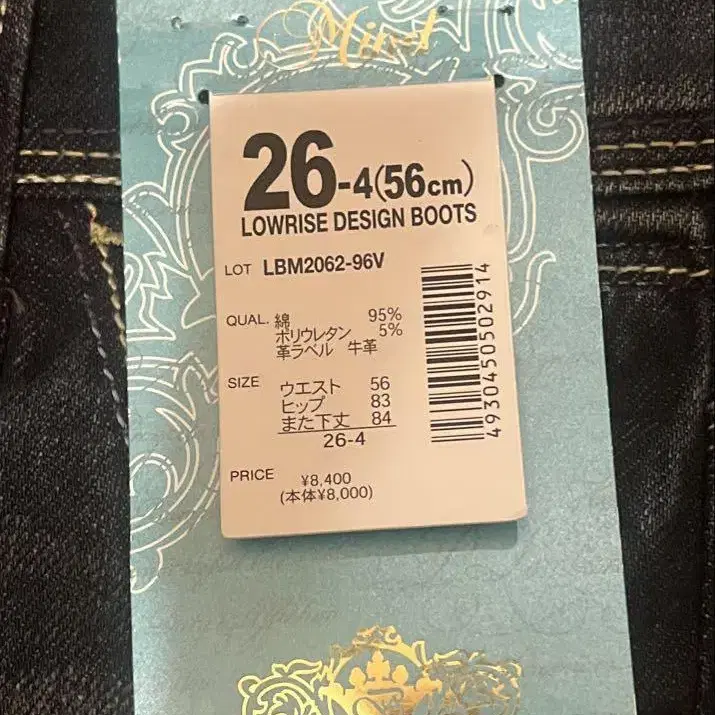 Mind
26-4(56cm)
LOWRISE DESIGN BOOTS
LOT LBM2062-96V
QUAL. 綿 95%
ポリウレタン 5%
革ラベル 牛革
SIZE ウエスト 56
ヒップ 83
また下丈 84
26-4
PRICE ¥8,400
(本体¥8,000)
4930450502914